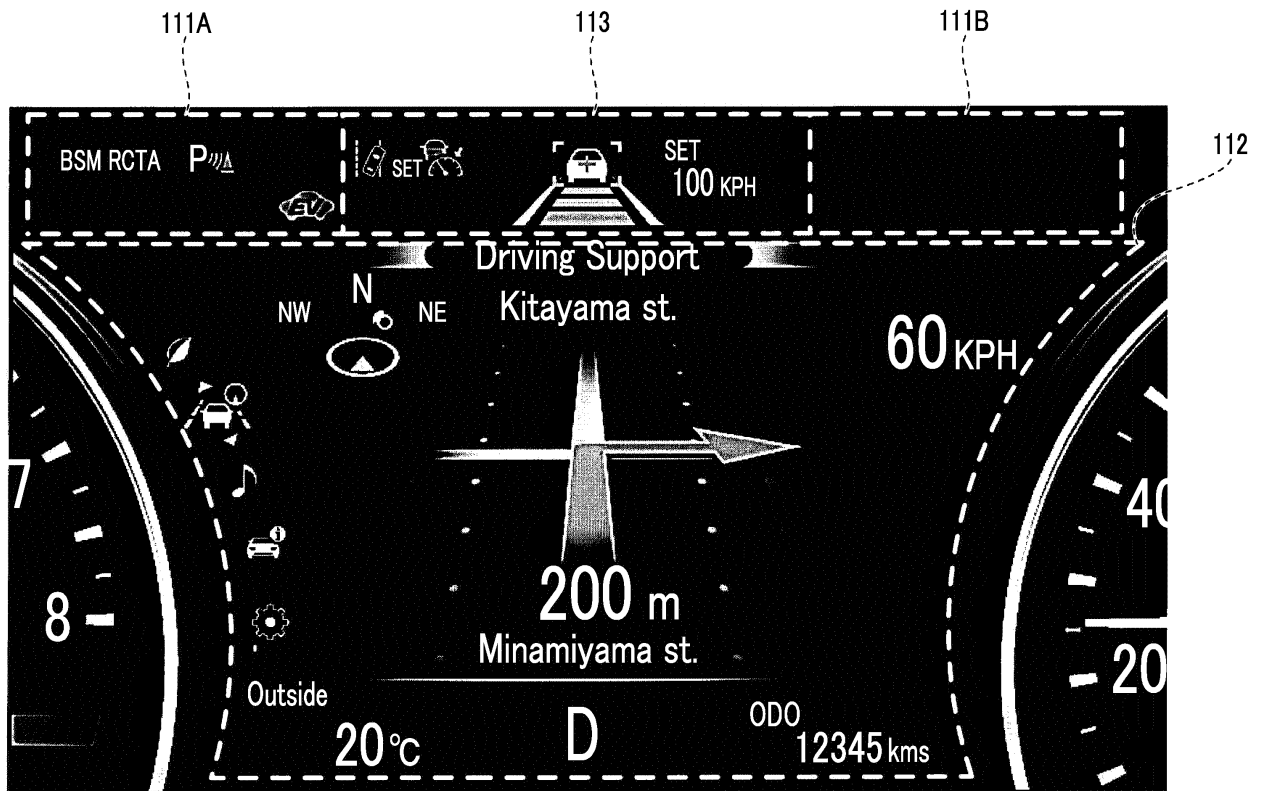 111A 113 111B
112
BSM RCTA P
SET
SET
100 KPH
EV
Driving Support
Kitayama st.
NW N NE
60 KPH
7
8
40
20
200 m
Minamiyama st.
Outside
20℃
D
ODO
12345 kms